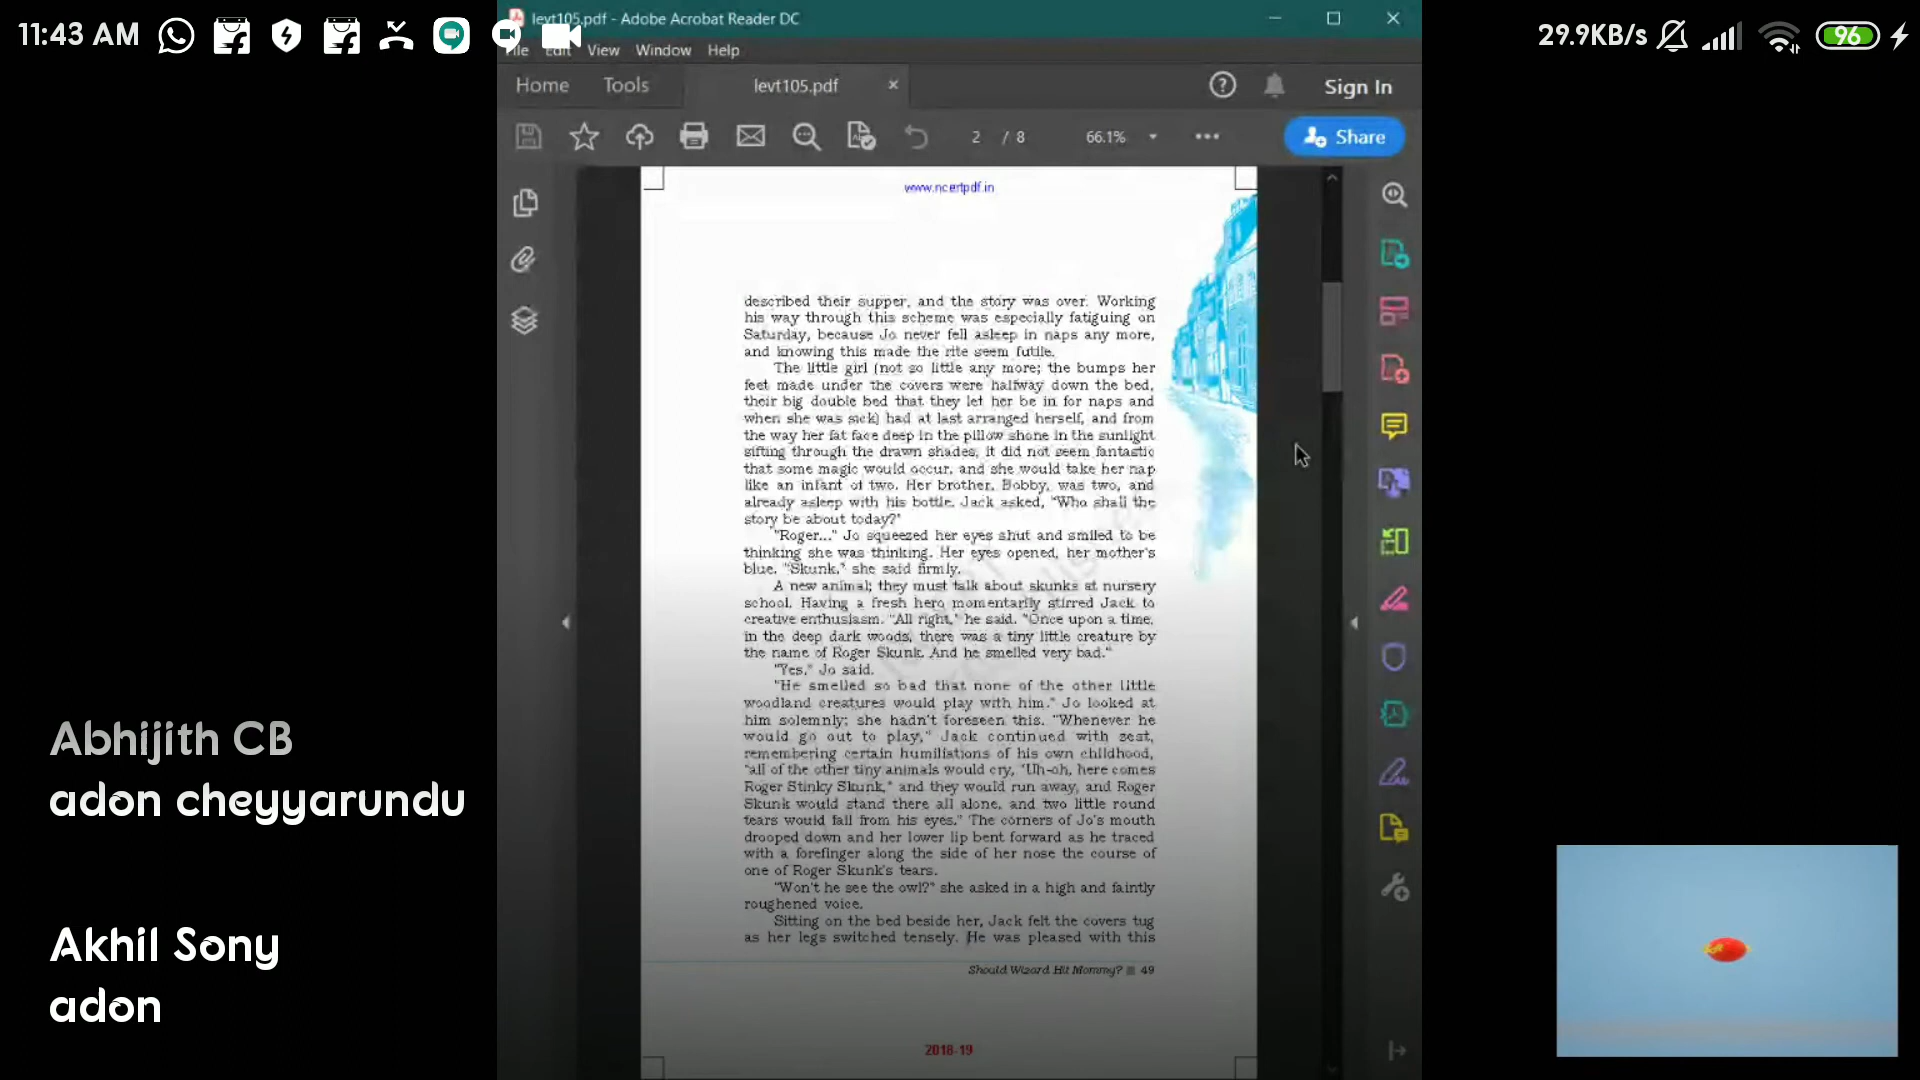 11:43 AM
29.9KB/s
96
levt105.pdf - Adobe Acrobat Reader DC
File Edit View Window Help
Home Tools levt105.pdf Sign In
2 / 8 66.1% Share
www.ncertpdf.in
described their supper, and the story was over. Working
his way through this scheme was especially fatiguing on
Saturday, because Jo never fell asleep in naps any more,
and knowing this made the rite seem futile.
The little girl (not so little any more; the bumps her
feet made under the covers were halfway down the bed,
their big double bed that they let her be in for naps and
when she was sick) had at last arranged herself, and from
the way her fat face deep in the pillow shone in the sunlight
sifting through the drawn shades, it did not seem fantastic
that some magic would occur, and she would take her nap
like an infant of two. Her brother, Bobby, was two, and
already asleep with his bottle. Jack asked, "Who shall the
story be about today?"
"Roger..." Jo squeezed her eyes shut and smiled to be
thinking she was thinking. Her eyes opened, her mother's
blue. "Skunk," she said firmly.
A new animal; they must talk about skunks at nursery
school. Having a fresh hero momentarily stirred Jack to
creative enthusiasm. "All right," he said. "Once upon a time,
in the deep dark woods, there was a tiny little creature by
the name of Roger Skunk. And he smelled very bad."
"Yes," Jo said.
"He smelled so bad that none of the other little
woodland creatures would play with him." Jo looked at
him solemnly; she hadn't foreseen this. "Whenever he
would go out to play," Jack continued with zest,
remembering certain humiliations of his own childhood,
"all of the other tiny animals would cry, "Uh-oh, here comes
Roger Stinky Skunk," and they would run away, and Roger
Skunk would stand there all alone, and two little round
tears would fall from his eyes." The corners of Jo's mouth
drooped down and her lower lip bent forward as he traced
with a forefinger along the side of her nose the course of
one of Roger Skunk's tears.
"Won't he see the owl?" she asked in a high and faintly
roughened voice.
Sitting on the bed beside her, Jack felt the covers tug
as her legs switched tensely. He was pleased with this
Should Wizard Hit Mommy? 49
2018-19
Abhijith CB
adon cheyyarundu
Akhil Sony
adon